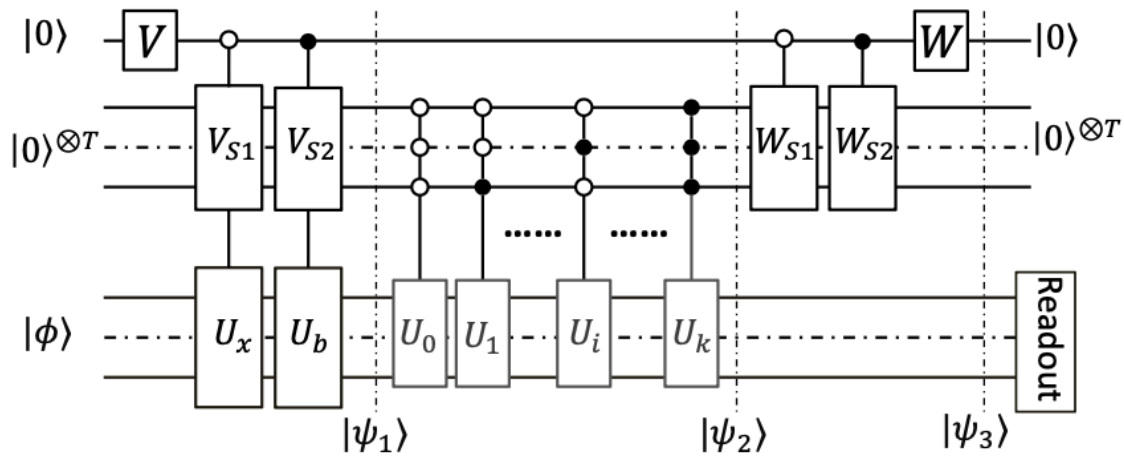 |0⟩ V W |0⟩
|0⟩^{⊗T} V_{S1} V_{S2} W_{S1} W_{S2} |0⟩^{⊗T}
......  ......
|ϕ⟩ U_x U_b U_0 U_1 U_i U_k Readout
|ψ_1⟩ |ψ_2⟩ |ψ_3⟩